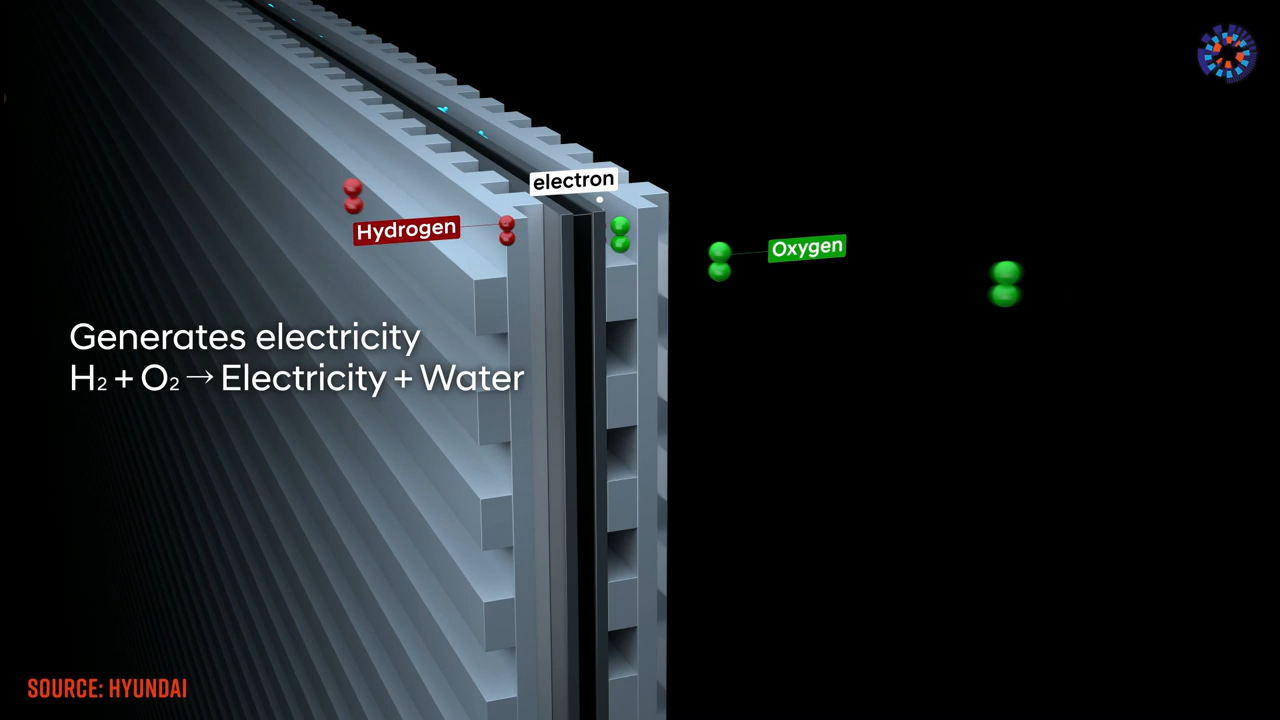 electron
Hydrogen
Oxygen
Generates electricity
H₂ + O₂ → Electricity + Water
SOURCE: HYUNDAI